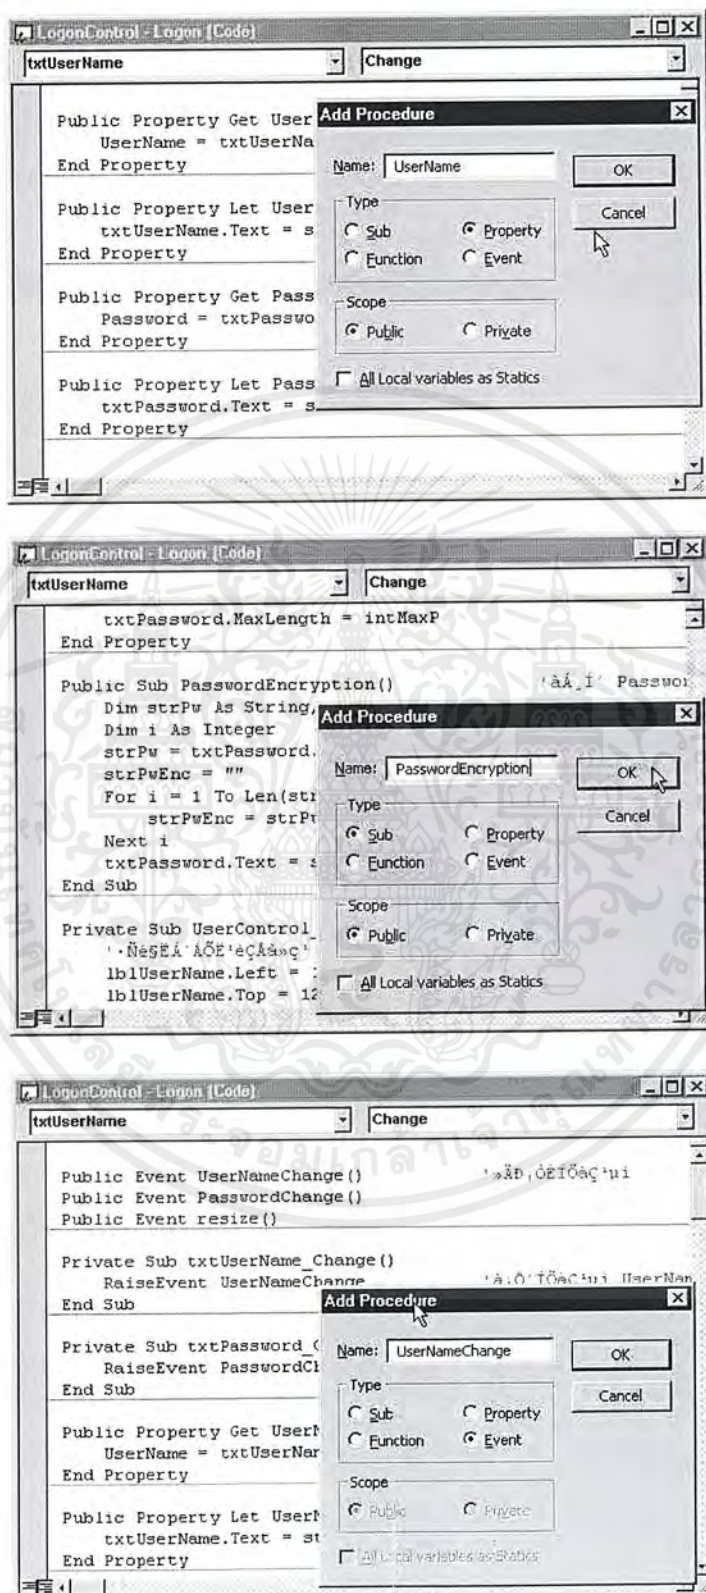 LogonControl - Logon (Code)
txtUserName Change
Public Property Get User
UserName = txtUserNa
End Property
Public Property Let User
txtUserName.Text = s
End Property
Public Property Get Pass
Password = txtPasswo
End Property
Public Property Let Pass
txtPassword.Text = s
End Property
Add Procedure
Name: UserName
OK
Cancel
Type
Sub Property
Function Event
Scope
Public Private
All Local variables as Statics
LogonControl - Logon (Code)
txtUserName Change
txtPassword.MaxLength = intMaxP
End Property
Public Sub PasswordEncryption() Passwor
Dim strPw As String,
Dim i As Integer
strPw = txtPassword.
strPwEnc = ""
For i = 1 To Len(str
strPwEnc = strPw
Next i
txtPassword.Text = s
End Sub
Private Sub UserControl_
lblUserName.Left = 1
lblUserName.Top = 12
Add Procedure
Name: PasswordEncryption
OK
Cancel
Type
Sub Property
Function Event
Scope
Public Private
All Local variables as Statics
LogonControl - Logon (Code)
txtUserName Change
Public Event UserNameChange()
Public Event PasswordChange()
Public Event resize()
Private Sub txtUserName_Change()
RaiseEvent UserNameChange UserNam
End Sub
Private Sub txtPassword_C
RaiseEvent PasswordCh
End Sub
Public Property Get UserN
UserName = txtUserNam
End Property
Public Property Let UserN
txtUserName.Text = st
End Property
Add Procedure
Name: UserNameChange
OK
Cancel
Type
Sub Property
Function Event
Scope
Public Private
All Local variables as Statics